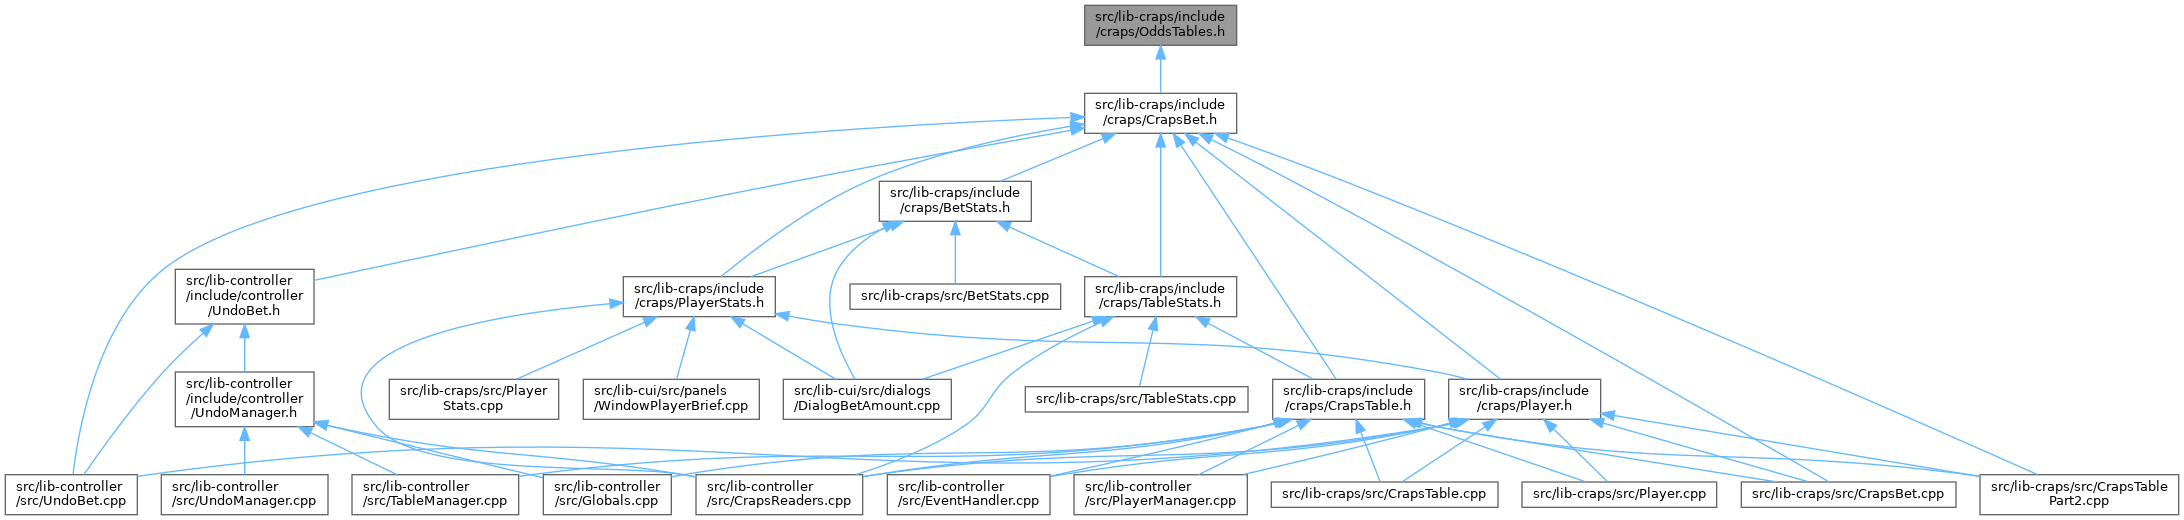 src/lib-craps/include
/craps/OddsTables.h
src/lib-craps/include
/craps/CrapsBet.h
src/lib-craps/include
/craps/BetStats.h
src/lib-controller
/include/controller
/UndoBet.h
src/lib-craps/include
/craps/PlayerStats.h
src/lib-craps/src/BetStats.cpp
src/lib-craps/include
/craps/TableStats.h
src/lib-controller
/include/controller
/UndoManager.h
src/lib-craps/src/Player
Stats.cpp
src/lib-cui/src/panels
/WindowPlayerBrief.cpp
src/lib-cui/src/dialogs
/DialogBetAmount.cpp
src/lib-craps/src/TableStats.cpp
src/lib-craps/include
/craps/CrapsTable.h
src/lib-craps/include
/craps/Player.h
src/lib-controller
/src/UndoBet.cpp
src/lib-controller
/src/UndoManager.cpp
src/lib-controller
/src/TableManager.cpp
src/lib-controller
/src/Globals.cpp
src/lib-controller
/src/CrapsReaders.cpp
src/lib-controller
/src/EventHandler.cpp
src/lib-controller
/src/PlayerManager.cpp
src/lib-craps/src/CrapsTable.cpp
src/lib-craps/src/Player.cpp
src/lib-craps/src/CrapsBet.cpp
src/lib-craps/src/CrapsTable
Part2.cpp